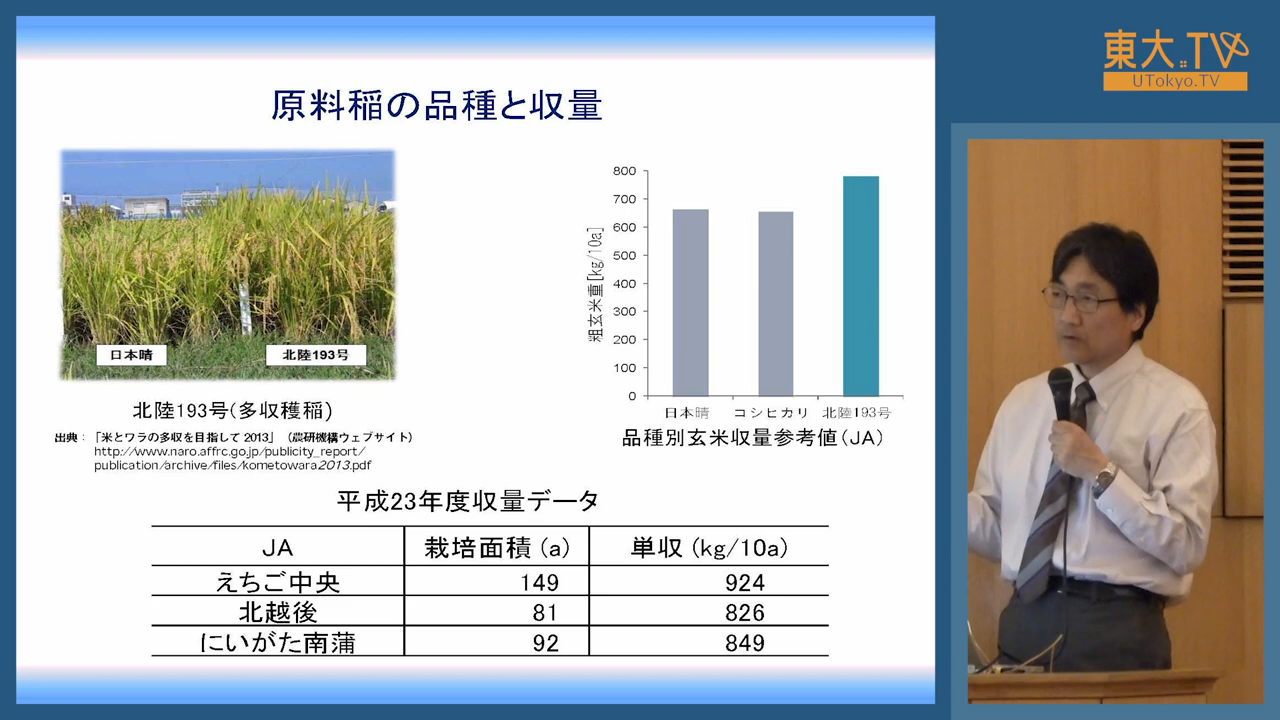 東大.TV
UTokyo.TV
原料稲の品種と収量
日本晴
北陸193号
北陸193号(多収穫稲)
出典：「米とワラの多収を目指して 2013」(農研機構ウェブサイト)
http://www.naro.affrc.go.jp/publicity_report/
publication/archive/files/kometowara2013.pdf
粗玄米重[kg/10a]
800
700
600
500
400
300
200
100
0
日本晴 コシヒカリ 北陸193号
品種別玄米収量参考値(JA)
平成23年度収量データ
JA 栽培面積(a) 単収(kg/10a)
えちご中央 149 924
北越後 81 826
にいがた南蒲 92 849